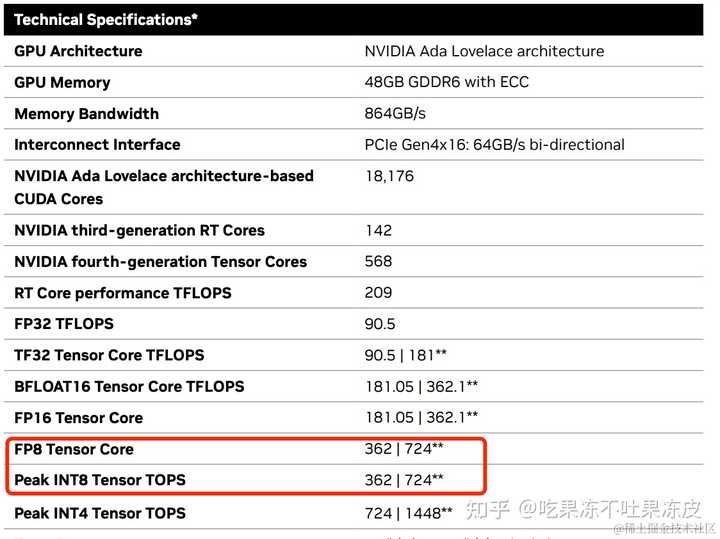 Technical Specifications*
GPU Architecture NVIDIA Ada Lovelace architecture
GPU Memory 48GB GDDR6 with ECC
Memory Bandwidth 864GB/s
Interconnect Interface PCIe Gen4x16: 64GB/s bi-directional
NVIDIA Ada Lovelace architecture-based 18,176
CUDA Cores
NVIDIA third-generation RT Cores 142
NVIDIA fourth-generation Tensor Cores 568
RT Core performance TFLOPS 209
FP32 TFLOPS 90.5
TF32 Tensor Core TFLOPS 90.5 | 181**
BFLOAT16 Tensor Core TFLOPS 181.05 | 362.1**
FP16 Tensor Core 181.05 | 362.1**
FP8 Tensor Core 362 | 724**
Peak INT8 Tensor TOPS 362 | 724**
Peak INT4 Tensor TOPS 724 | 1448**
知乎 @吃果冻不吐果冻皮
@稀土掘金技术社区